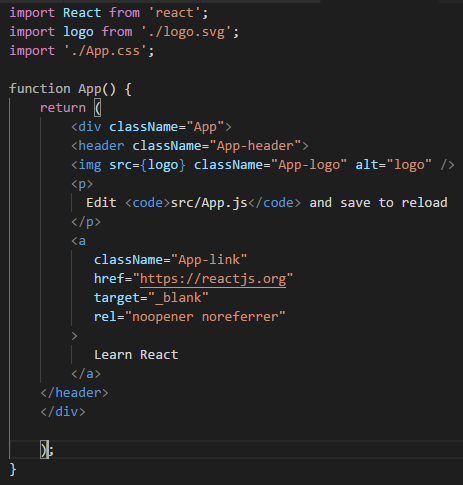 import React from 'react';
import logo from './logo.svg';
import './App.css';

function App() {
    return (
        <div className="App">
        <header className="App-header">
        <img src={logo} className="App-logo" alt="logo" />
        <p>
          Edit <code>src/App.js</code> and save to reload
        </p>
        <a
           className="App-link"
           href="https://reactjs.org"
           target="_blank"
           rel="noopener noreferrer"
        >
           Learn React
        </a>
    </header>
    </div>

    );
}